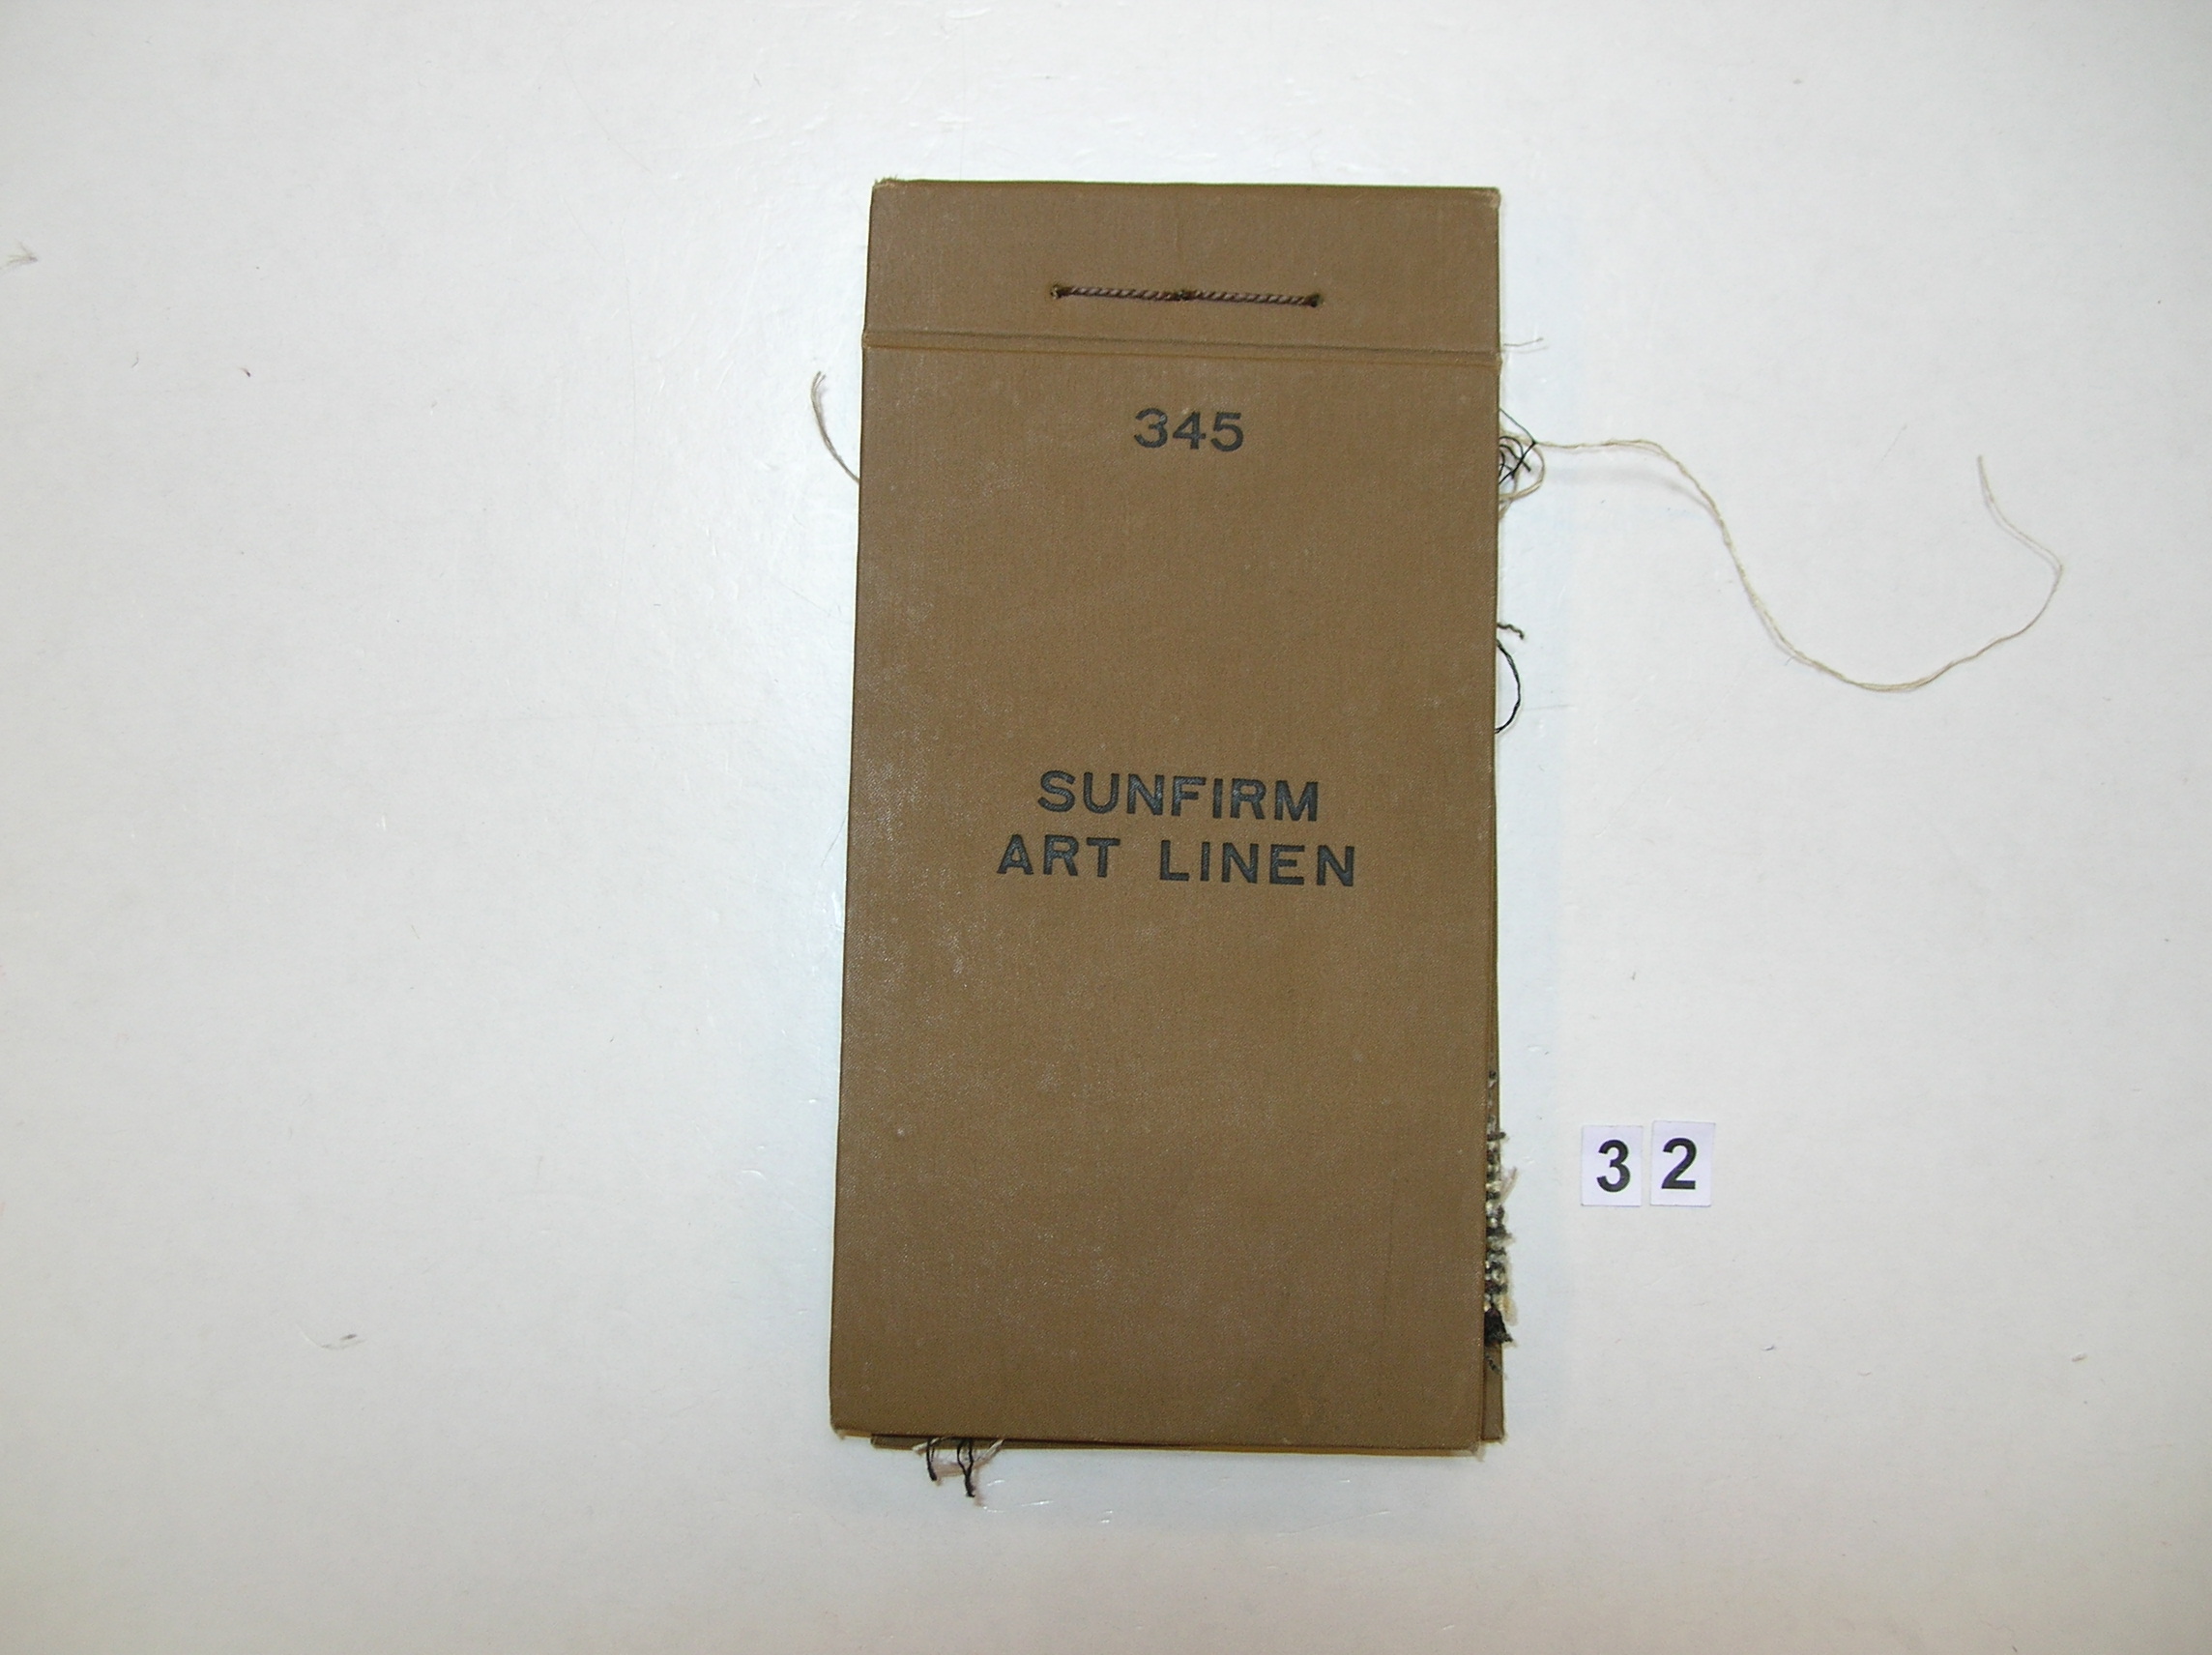 345
SUNFIRM
ART LINEN
32